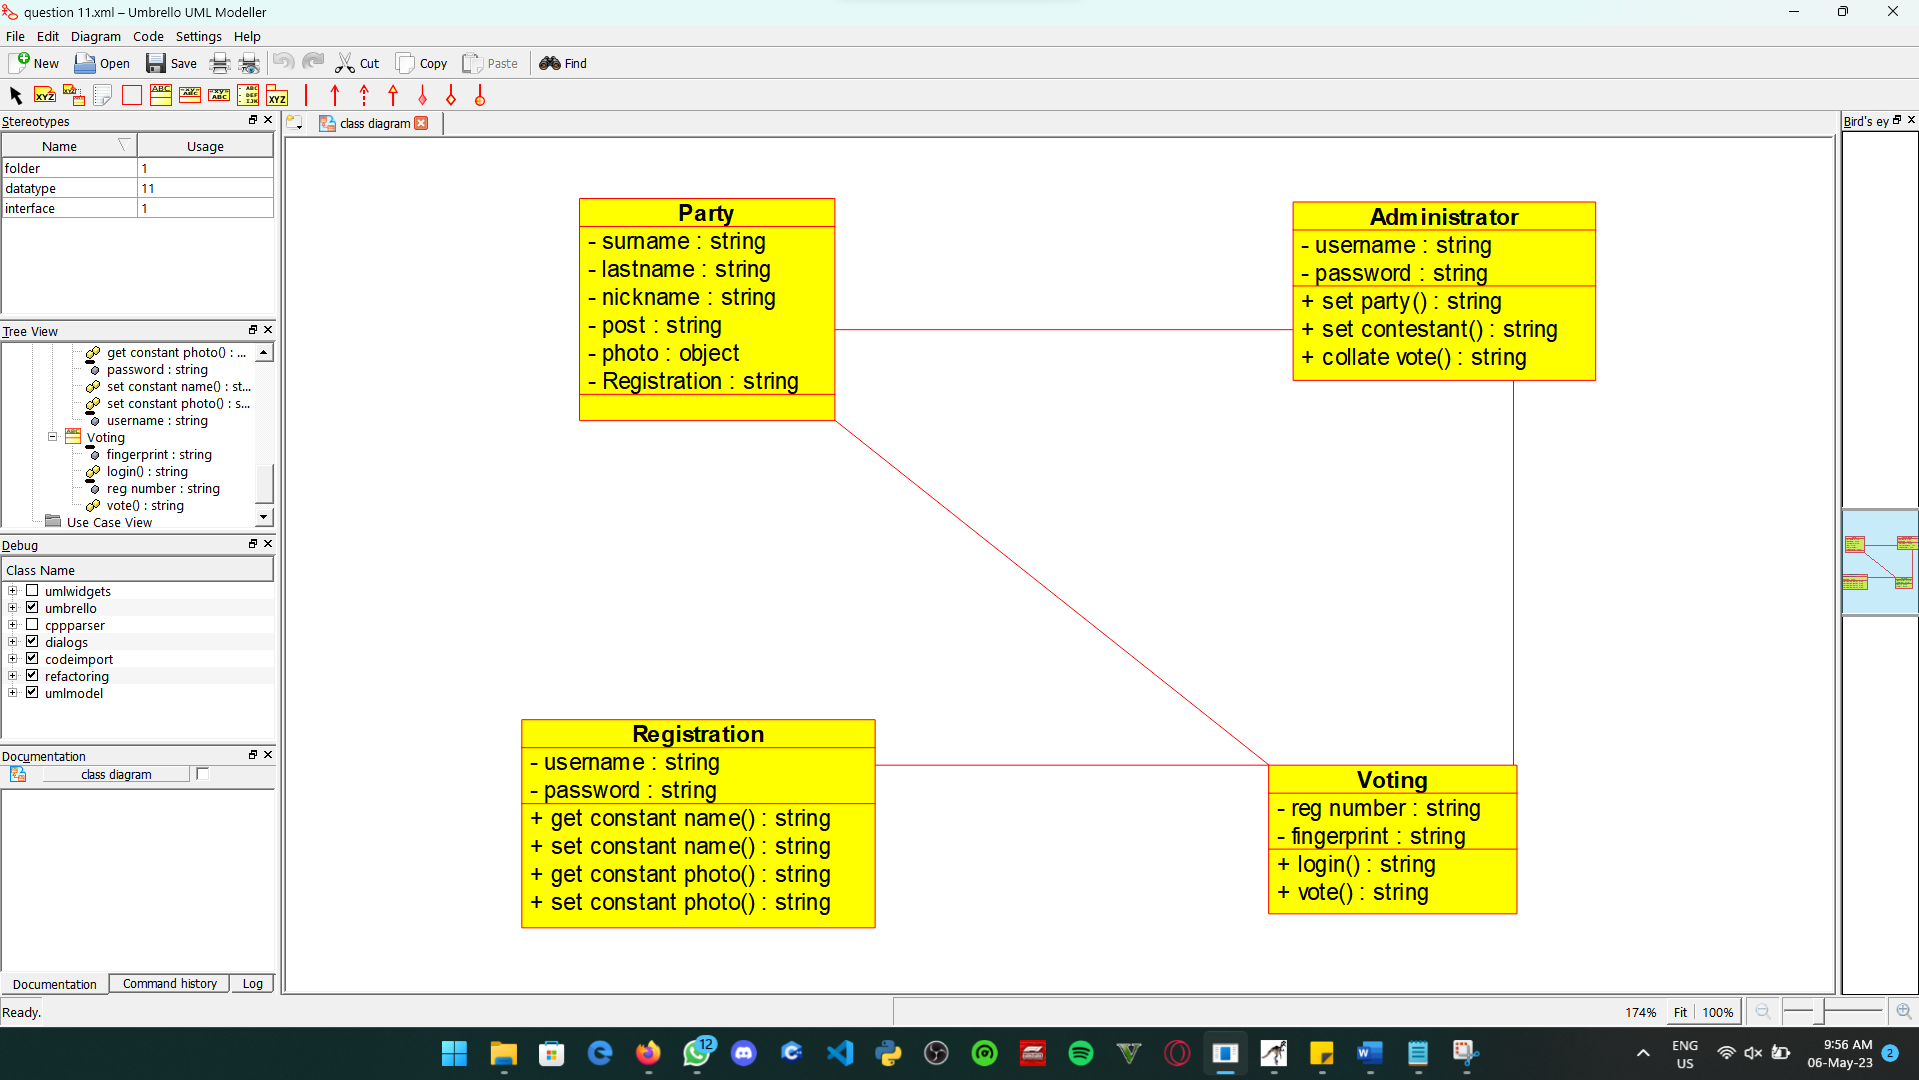 question 11.xml – Umbrello UML Modeller
File Edit Diagram Code Settings Help
New Open Save Cut Copy Paste Find
Stereotypes
Name Usage
folder 1
datatype 11
interface 1
Tree View
get constant photo() : ...
password : string
set constant name() : st...
set constant photo() : s...
username : string
Voting
fingerprint : string
login() : string
reg number : string
vote() : string
Use Case View
Debug
Class Name
umlwidgets
umbrello
cppparser
dialogs
codeimport
refactoring
umlmodel
Documentation
class diagram
Documentation Command history Log
Ready.
class diagram
Party
- surname : string
- lastname : string
- nickname : string
- post : string
- photo : object
- Registration : string
Administrator
- username : string
- password : string
+ set party() : string
+ set contestant() : string
+ collate vote() : string
Registration
- username : string
- password : string
+ get constant name() : string
+ set constant name() : string
+ get constant photo() : string
+ set constant photo() : string
Voting
- reg number : string
- fingerprint : string
+ login() : string
+ vote() : string
Bird's ey
174% Fit 100%
12
ENG
US
9:56 AM
06-May-23
2